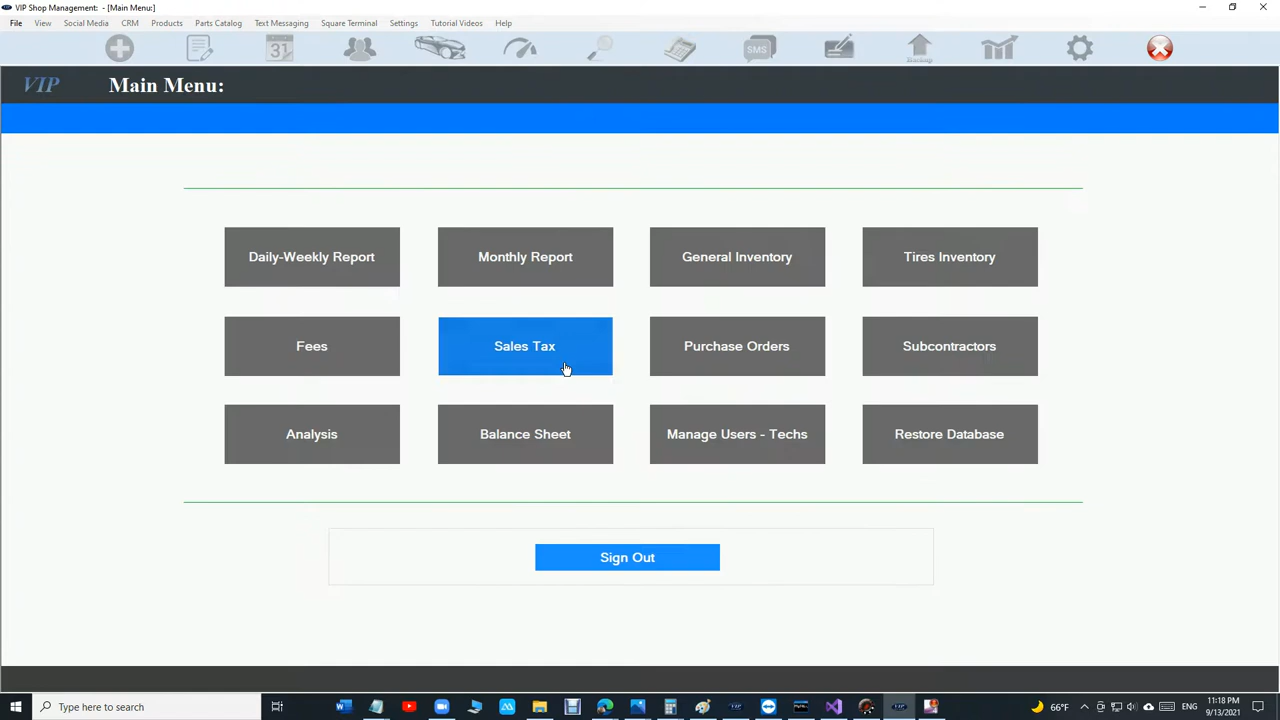 VIP Shop Management: - [Main Menu:]
File View Social Media CRM Products Parts Catalog Text Messaging Square Terminal Settings Tutorial Videos Help
31 SMS Backup
VIP Main Menu:
Daily-Weekly Report Monthly Report General Inventory Tires Inventory
Fees Sales Tax Purchase Orders Subcontractors
Analysis Balance Sheet Manage Users - Techs Restore Database
Sign Out
Type here to search
66°F
11:18 PM
9/13/2021